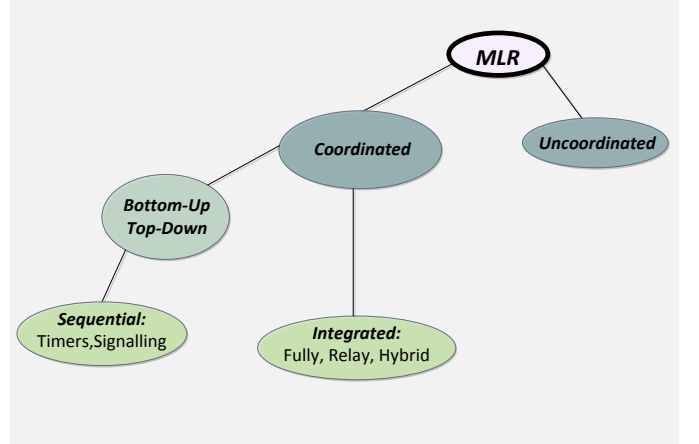 MLR
Coordinated
Uncoordinated
Bottom-Up
Top-Down
Sequential:
Timers,Signalling
Integrated:
Fully, Relay, Hybrid